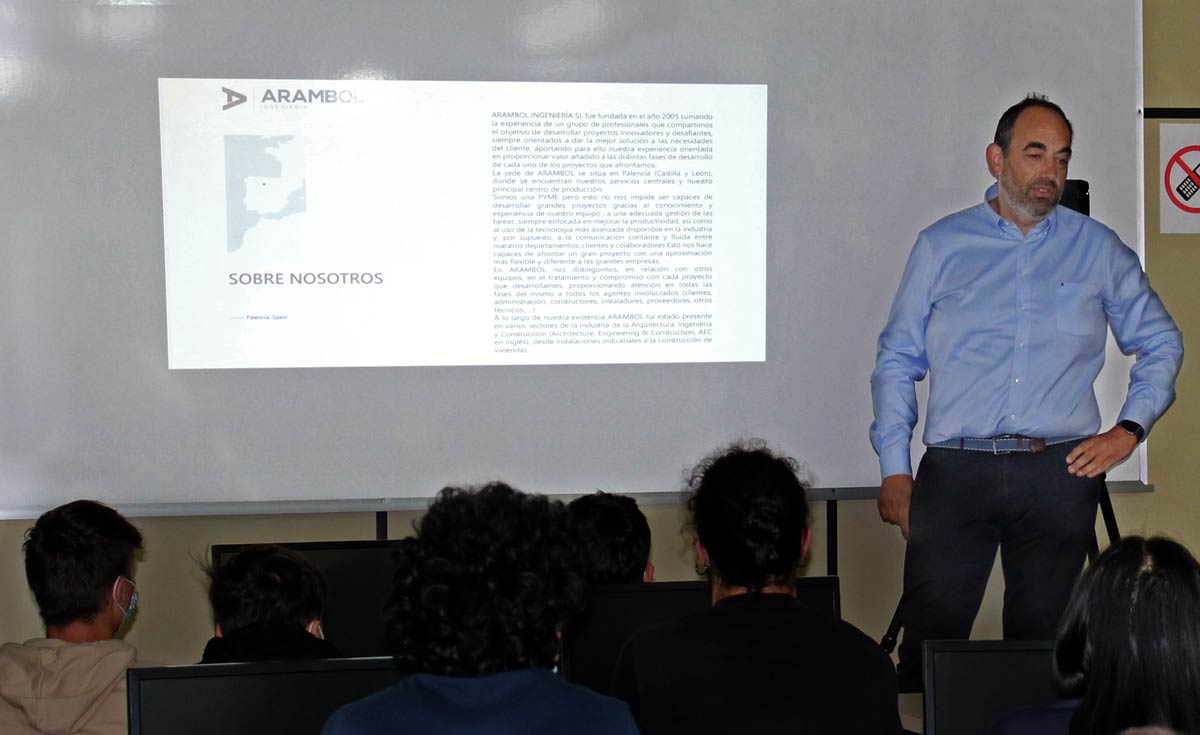 ARAMBOL
INGENIERÍA
SOBRE NOSOTROS
Palencia, Spain
ARAMBOL INGENIERÍA SL fue fundada en el año 2005 sumando
la experiencia de un grupo de profesionales que compartimos
el objetivo de desarrollar proyectos innovadores y desafiantes,
siempre orientados a dar la mejor solución a las necesidades
del cliente, aportando para ello nuestra experiencia orientada
en proporcionar valor añadido a las distintas fases de desarrollo
de cada uno de los proyectos que afrontamos.
La sede de ARAMBOL se sitúa en Palencia (Castilla y León),
donde se encuentran nuestros servicios centrales y nuestro
principal centro de producción.
Somos una PYME pero esto no nos impide ser capaces de
desarrollar grandes proyectos gracias al conocimiento y
experiencia de nuestro equipo ; a una adecuada gestión de las
tareas ,siempre enfocada en mejorar la productividad, así como
al uso de la tecnología más avanzada disponible en la industria
y, por supuesto, a la comunicación contante y fluida entre
nuestros departamentos, clientes y colaboradores Esto nos hace
capaces de afrontar un gran proyecto con una aproximación
más flexible y diferente a las grandes empresas.
En ARAMBOL nos distinguimos, en relación con otros
equipos, en el tratamiento y compromiso con cada proyecto
que desarrollamos, proporcionando atención en todas las
fases del mismo a todos los agentes involucrados (clientes,
administración, constructores, instaladores, proveedores, otros
técnicos, ...)
A lo largo de nuestra existencia ARAMBOL ha estado presente
en varios sectores de la industria de la Arquitectura, Ingeniería
y Construcción (Architecture, Engineering & Construction, AEC
en inglés), desde instalaciones industriales a la construcción de
viviendas.